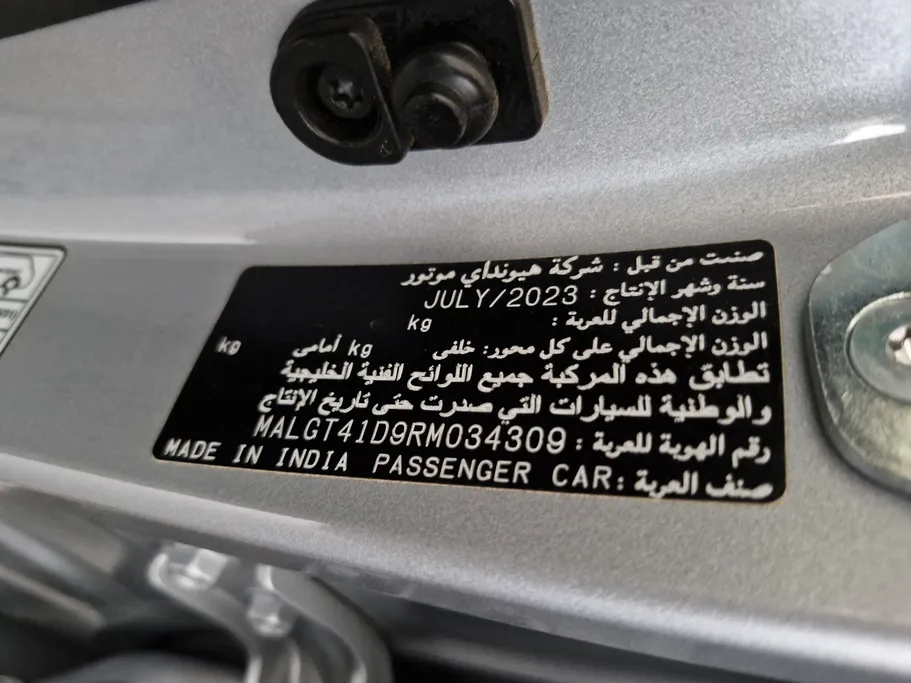 صنعت من قبل : شركة هيونداي موتور
سنة وشهر الإنتاج : JULY/2023
الوزن الإجمالي للعربة : kg
الوزن الإجمالي على كل محور: خلفى kg أمامى kg
تطابق هذه المركبة جميع اللوائح الفنية الخليجية
والوطنية للسيارات التي صدرت حتى تاريخ الإنتاج
رقم الهوية للعربة : MALGT41D9RM034309
صنف العربة : PASSENGER CAR MADE IN INDIA